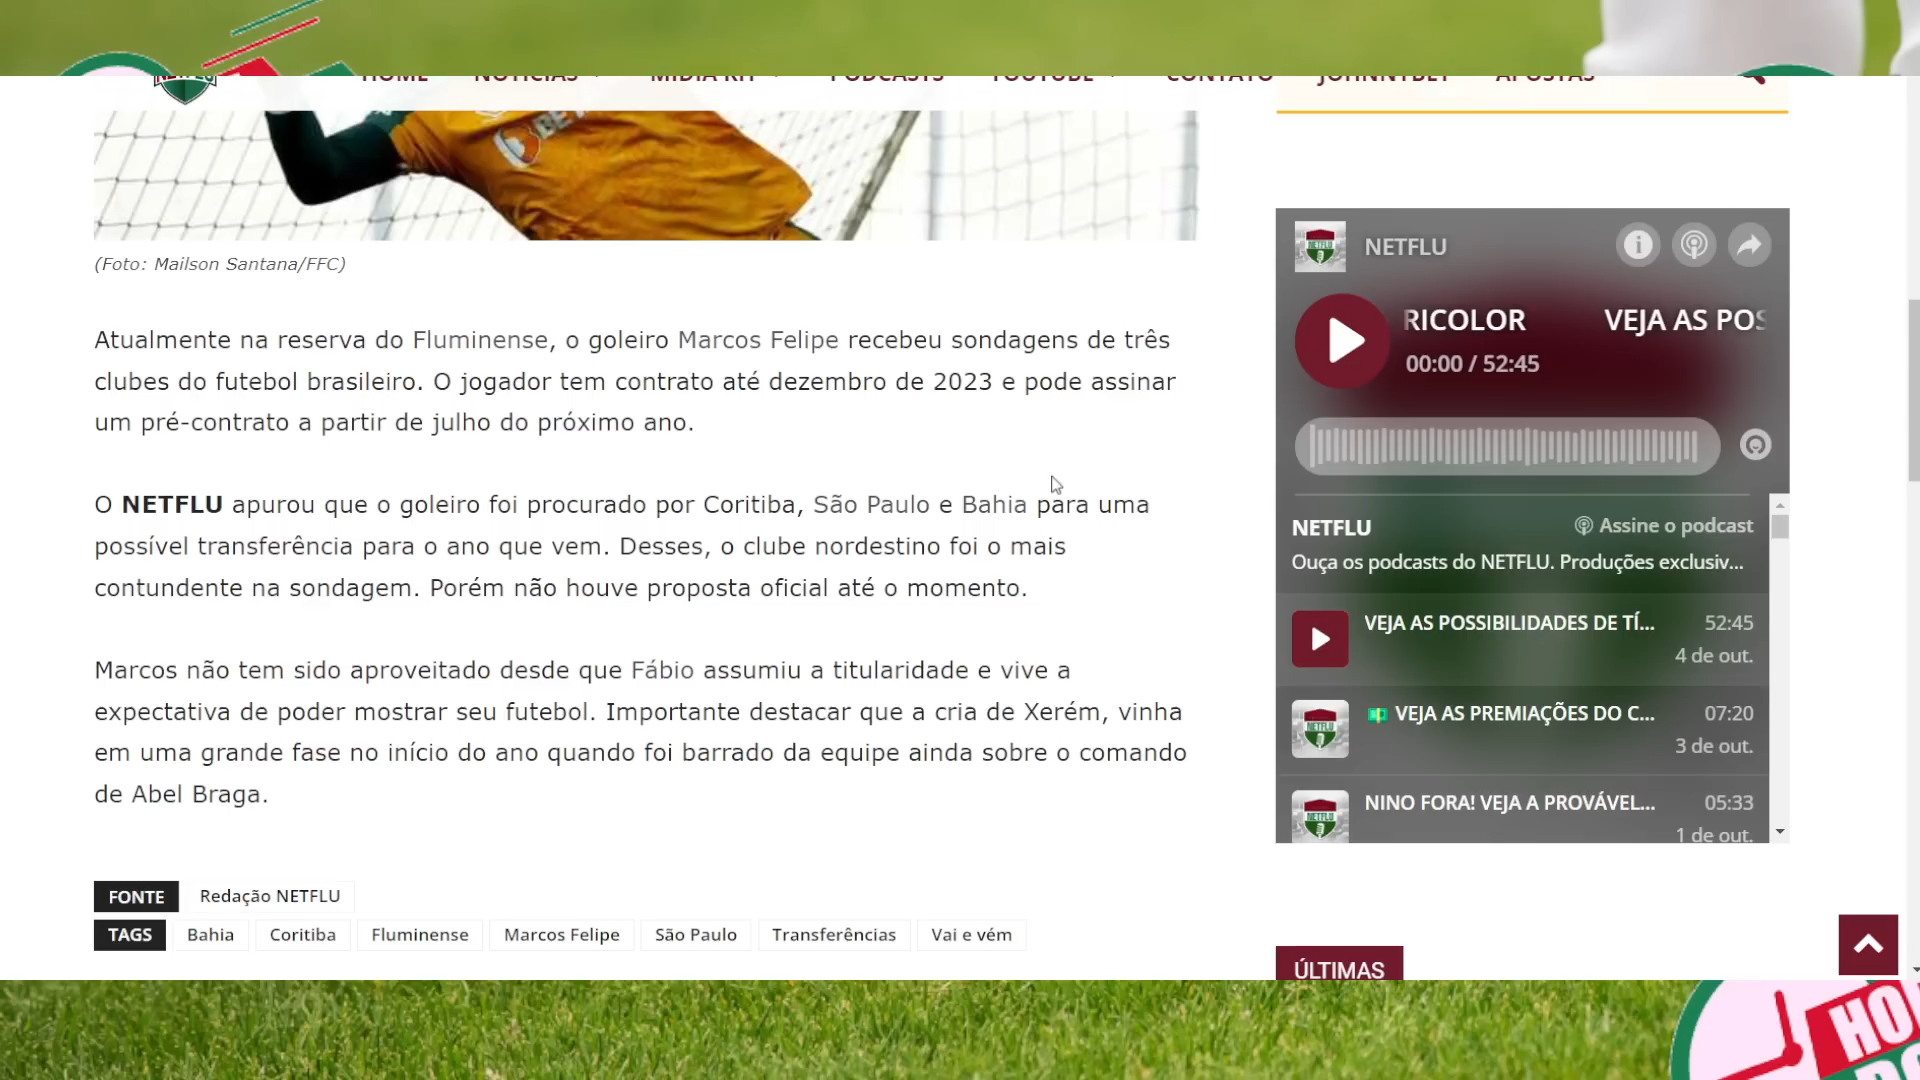 HOME NOTÍCIAS MÍDIA KIT PODCASTS YOUTUBE CONTATO JOHNNYBET APOSTAS
(Foto: Mailson Santana/FFC)
Atualmente na reserva do Fluminense, o goleiro Marcos Felipe recebeu sondagens de três
clubes do futebol brasileiro. O jogador tem contrato até dezembro de 2023 e pode assinar
um pré-contrato a partir de julho do próximo ano.
O NETFLU apurou que o goleiro foi procurado por Coritiba, São Paulo e Bahia para uma
possível transferência para o ano que vem. Desses, o clube nordestino foi o mais
contundente na sondagem. Porém não houve proposta oficial até o momento.
Marcos não tem sido aproveitado desde que Fábio assumiu a titularidade e vive a
expectativa de poder mostrar seu futebol. Importante destacar que a cria de Xerém, vinha
em uma grande fase no início do ano quando foi barrado da equipe ainda sobre o comando
de Abel Braga.
FONTE Redação NETFLU
TAGS Bahia Coritiba Fluminense Marcos Felipe São Paulo Transferências Vai e vém
NETFLU
RICOLOR VEJA AS POS
00:00 / 52:45
NETFLU Assine o podcast
Ouça os podcasts do NETFLU. Produções exclusiv...
VEJA AS POSSIBILIDADES DE TÍ... 52:45
4 de out.
VEJA AS PREMIAÇÕES DO C... 07:20
3 de out.
NINO FORA! VEJA A PROVÁVEL... 05:33
1 de out.
ÚLTIMAS